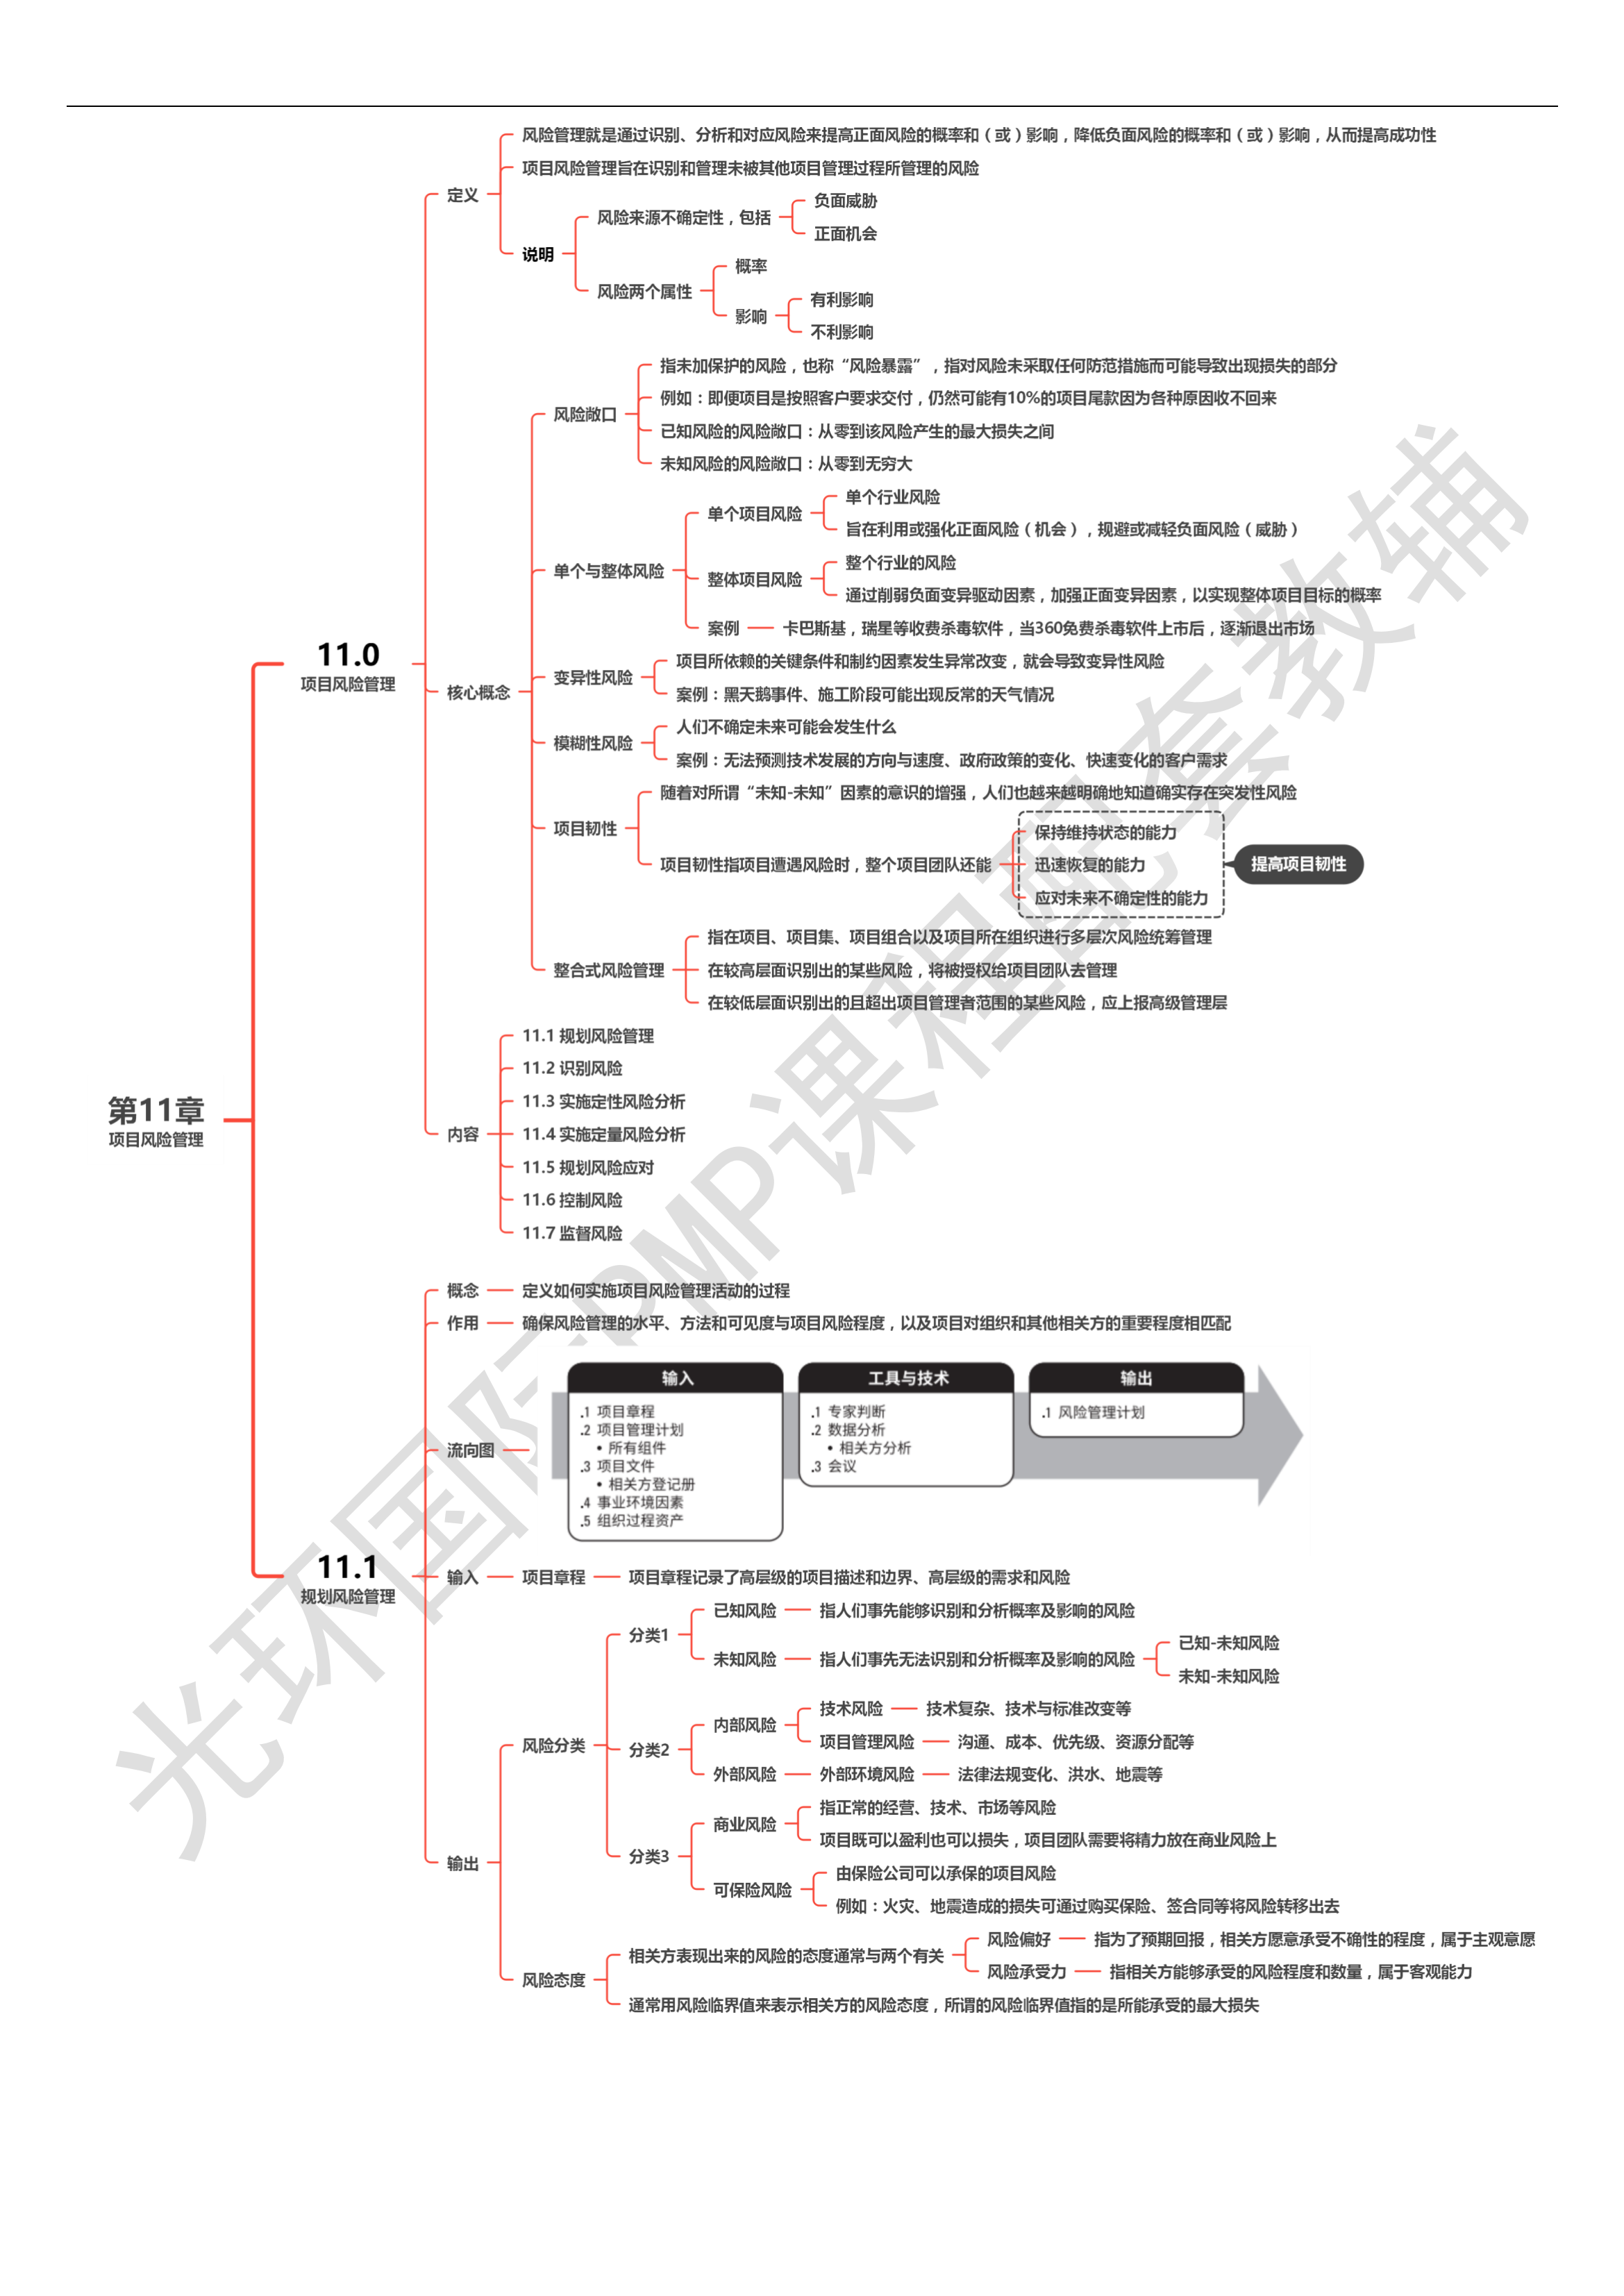 风险管理就是通过识别、分析和对应风险来提高正面风险的概率和（或）影响，降低负面风险的概率和（或）影响，从而提高成功性
项目风险管理旨在识别和管理未被其他项目管理过程所管理的风险
定义
负面威胁
风险来源不确定性，包括
正面机会
说明
概率
风险两个属性
有利影响
影响
不利影响
指未加保护的风险，也称“风险暴露”，指对风险未采取任何防范措施而可能导致出现损失的部分
例如：即便项目是按照客户要求交付，仍然可能有10%的项目尾款因为各种原因收不回来
风险敞口
已知风险的风险敞口：从零到该风险产生的最大损失之间
未知风险的风险敞口：从零到无穷大
单个行业风险
单个项目风险
旨在利用或强化正面风险（机会），规避或减轻负面风险（威胁）
整个行业的风险
单个与整体风险
整体项目风险
通过削弱负面变异驱动因素，加强正面变异因素，以实现整体项目目标的概率
案例
卡巴斯基，瑞星等收费杀毒软件，当360免费杀毒软件上市后，逐渐退出市场
11.0
项目风险管理
项目所依赖的关键条件和制约因素发生异常改变，就会导致变异性风险
变异性风险
案例：黑天鹅事件、施工阶段可能出现反常的天气情况
核心概念
人们不确定未来可能会发生什么
模糊性风险
案例：无法预测技术发展的方向与速度、政府政策的变化、快速变化的客户需求
随着对所谓“未知-未知”因素的意识的增强，人们也越来越明确地知道确实存在突发性风险
项目韧性
保持维持状态的能力
项目韧性指项目遭遇风险时，整个项目团队还能
迅速恢复的能力
提高项目韧性
应对未来不确定性的能力
指在项目、项目集、项目组合以及项目所在组织进行多层次风险统筹管理
整合式风险管理
在较高层面识别出的某些风险，将被授权给项目团队去管理
在较低层面识别出的且超出项目管理者范围的某些风险，应上报高级管理层
11.1 规划风险管理
11.2 识别风险
11.3 实施定性风险分析
内容
11.4 实施定量风险分析
11.5 规划风险应对
11.6 控制风险
11.7 监督风险
第11章
项目风险管理
概念
定义如何实施项目风险管理活动的过程
作用
确保风险管理的水平、方法和可见度与项目风险程度，以及项目对组织和其他相关方的重要程度相匹配
流向图
输入
.1 项目章程
.2 项目管理计划
• 所有组件
.3 项目文件
• 相关方登记册
.4 事业环境因素
.5 组织过程资产
工具与技术
.1 专家判断
.2 数据分析
• 相关方分析
.3 会议
输出
.1 风险管理计划
11.1
规划风险管理
输入
项目章程
项目章程记录了高层级的项目描述和边界、高层级的需求和风险
已知风险
指人们事先能够识别和分析概率及影响的风险
分类1
未知风险
指人们事先无法识别和分析概率及影响的风险
已知-未知风险
未知-未知风险
技术风险
技术复杂、技术与标准改变等
内部风险
项目管理风险
沟通、成本、优先级、资源分配等
风险分类
分类2
外部风险
外部环境风险
法律法规变化、洪水、地震等
指正常的经营、技术、市场等风险
商业风险
项目既可以盈利也可以损失，项目团队需要将精力放在商业风险上
分类3
由保险公司可以承保的项目风险
可保险风险
例如：火灾、地震造成的损失可通过购买保险、签合同等将风险转移出去
输出
风险偏好
指为了预期回报，相关方愿意承受不确性的程度，属于主观意愿
相关方表现出来的风险的态度通常与两个有关
风险承受力
指相关方能够承受的风险程度和数量，属于客观能力
风险态度
通常用风险临界值来表示相关方的风险态度，所谓的风险临界值指的是所能承受的最大损失
光环国际PMP课程配套教辅